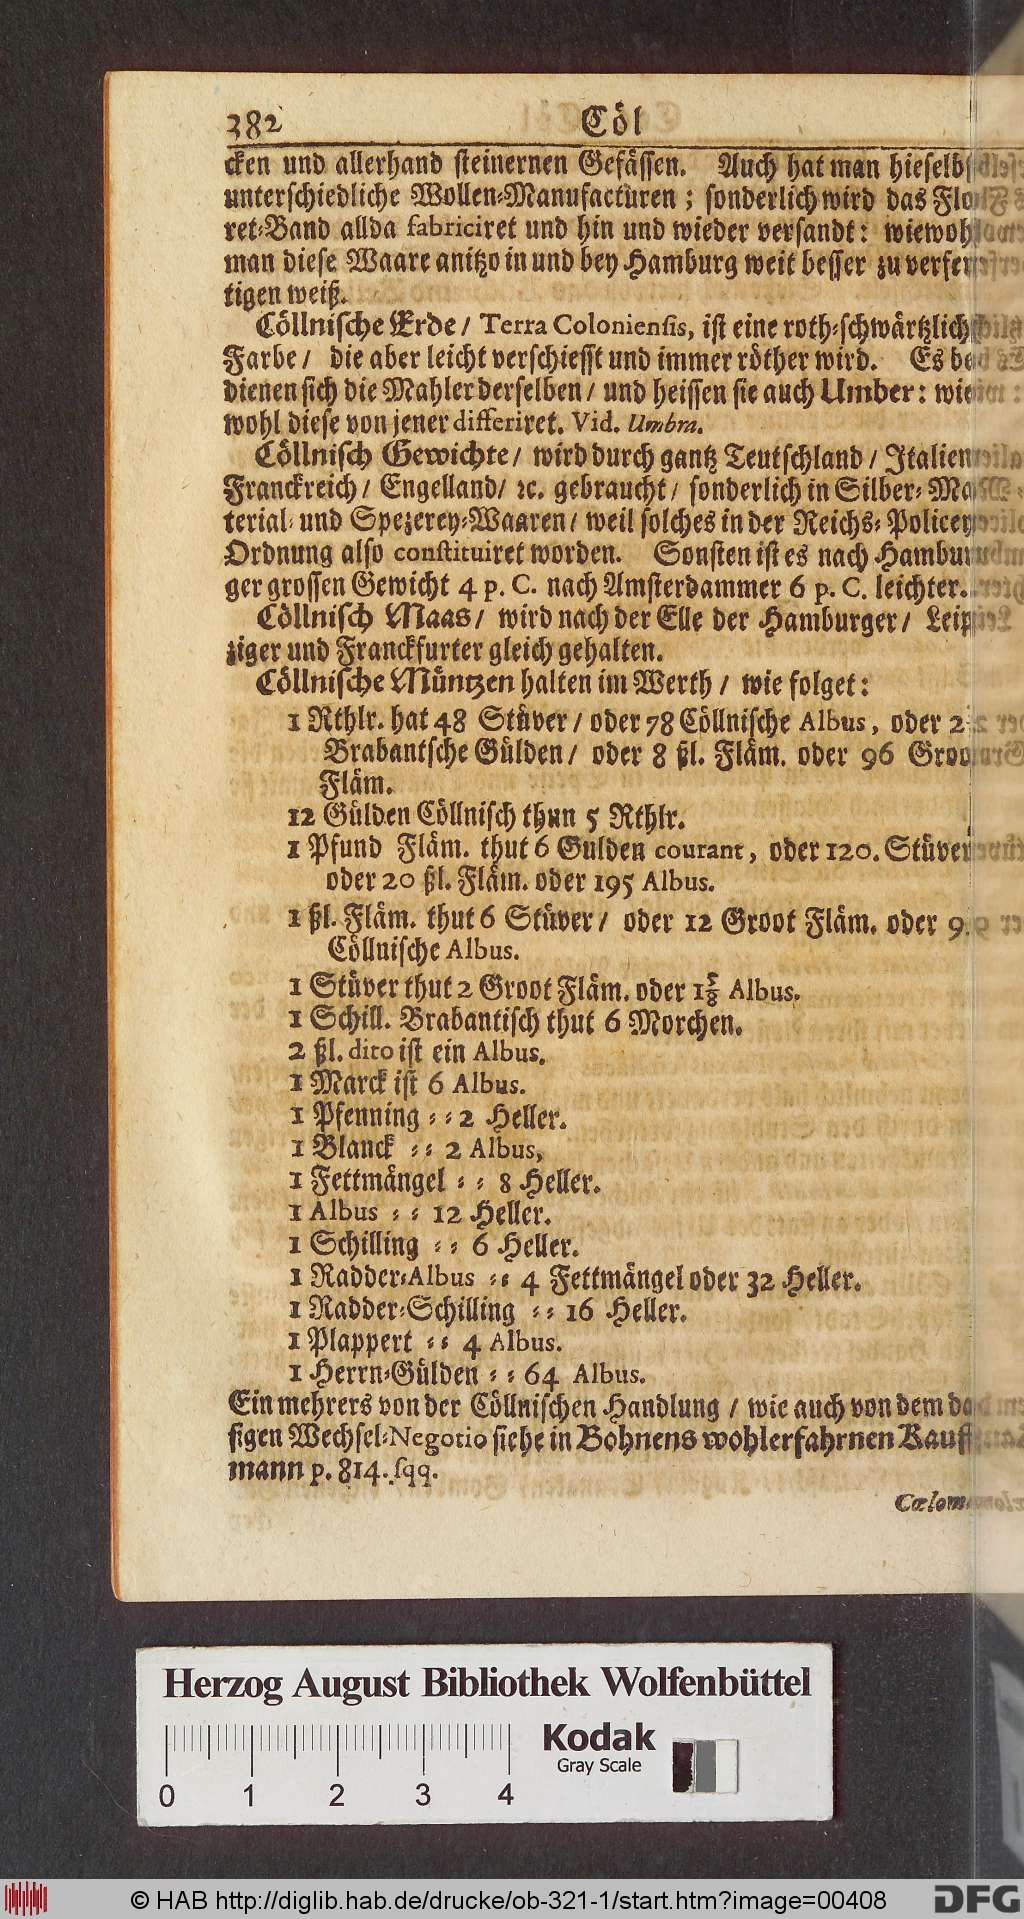 382 Cöl
cken und allerhand steinernen Gefässen. Auch hat man hieselbst
unterschiedliche Wollen-Manufacturen; sonderlich wird das Flo-
ret-Band allda fabriciret und hin und wieder versandt: wiewohl
man diese Waare anitzo in und bey Hamburg weit besser zu verfer-
tigen weiß.
Cöllnische Erde / Terra Coloniensis, ist eine roth-schwärtzliche
Farbe / die aber leicht verschiesst und immer röther wird. Es be-
dienen sich die Mahler derselben / und heissen sie auch Umber: wie-
wohl diese von jener differiret. Vid. Umbra.
Cöllnisch Gewichte / wird durch gantz Teutschland / Italien
Franckreich / Engelland / ꝛc. gebraucht / sonderlich in Silber- Ma-
terial- und Spezerey-Waaren / weil solches in der Reichs- Policey-
Ordnung also constituiret worden. Sonsten ist es nach Hambur-
ger grossen Gewicht 4 p. C. nach Amsterdammer 6 p. C. leichter.
Cöllnisch Maas / wird nach der Elle der Hamburger / Leip-
ziger und Franckfurter gleich gehalten.
Cöllnische Müntzen halten im Werth / wie folget:
1 Rthlr. hat 48 Stüver / oder 78 Cöllnische Albus, oder 2
Brabantsche Gülden / oder 8 ßl. Fläm. oder 96 Groot
Fläm.
12 Gülden Cöllnisch thun 5 Rthlr.
1 Pfund Fläm. thut 6 Gulden courant, oder 120. Stüver
oder 20 ßl. Fläm. oder 195 Albus.
1 ßl. Fläm. thut 6 Stüver / oder 12 Groot Fläm. oder 9
Cöllnische Albus.
1 Stüver thut 2 Groot Fläm. oder 1⅝ Albus.
1 Schill. Brabantisch thut 6 Morchen.
2 ßl. dito ist ein Albus.
1 Marck ist 6 Albus.
1 Pfenning ⸗ ⸗ 2 Heller.
1 Blanck ⸗ ⸗ 2 Albus,
1 Fettmängel ⸗ ⸗ 8 Heller.
1 Albus ⸗ ⸗ 12 Heller.
1 Schilling ⸗ ⸗ 6 Heller.
1 Radder-Albus ⸗ ⸗ 4 Fettmängel oder 32 Heller.
1 Radder-Schilling ⸗ ⸗ 16 Heller.
1 Plappert ⸗ ⸗ 4 Albus.
1 Herrn-Gülden ⸗ ⸗ 64 Albus.
Ein mehrers von der Cöllnischen Handlung / wie auch von dem da-
sigen Wechsel-Negotio siehe in Bohnens wohlerfahrnen Kauff-
mann p. 814. sqq.
Cœlom
Herzog August Bibliothek Wolfenbüttel
Kodak
Gray Scale
0 1 2 3 4
© HAB http://diglib.hab.de/drucke/ob-321-1/start.htm?image=00408 DFG